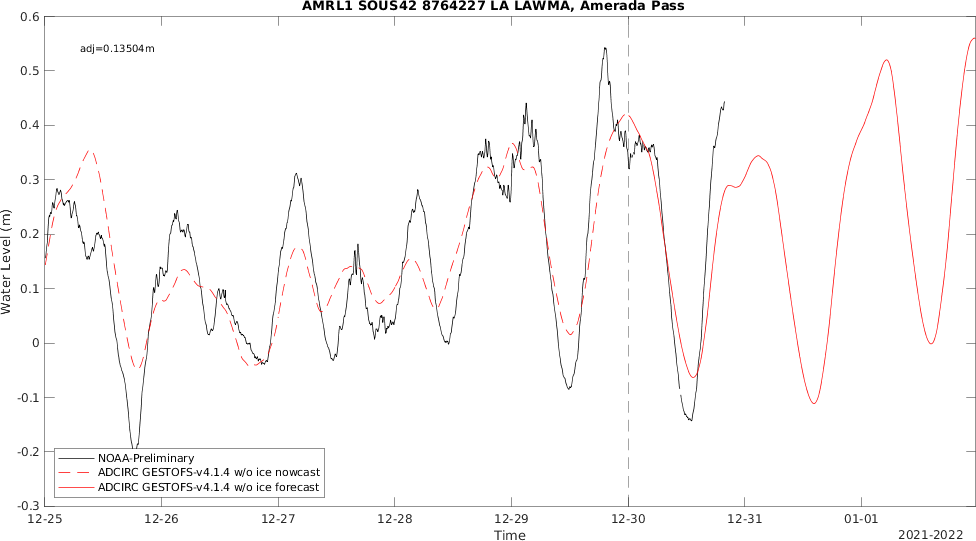 AMRL1 SOUS42 8764227 LA LAWMA, Amerada Pass
adj=0.13504m
0.6
0.5
0.4
0.3
0.2
0.1
0
-0.1
-0.2
-0.3
Water Level (m)
NOAA-Preliminary
ADCIRC GESTOFS-v4.1.4 w/o ice nowcast
ADCIRC GESTOFS-v4.1.4 w/o ice forecast
12-25 12-26 12-27 12-28 12-29 12-30 12-31 01-01
Time
2021-2022